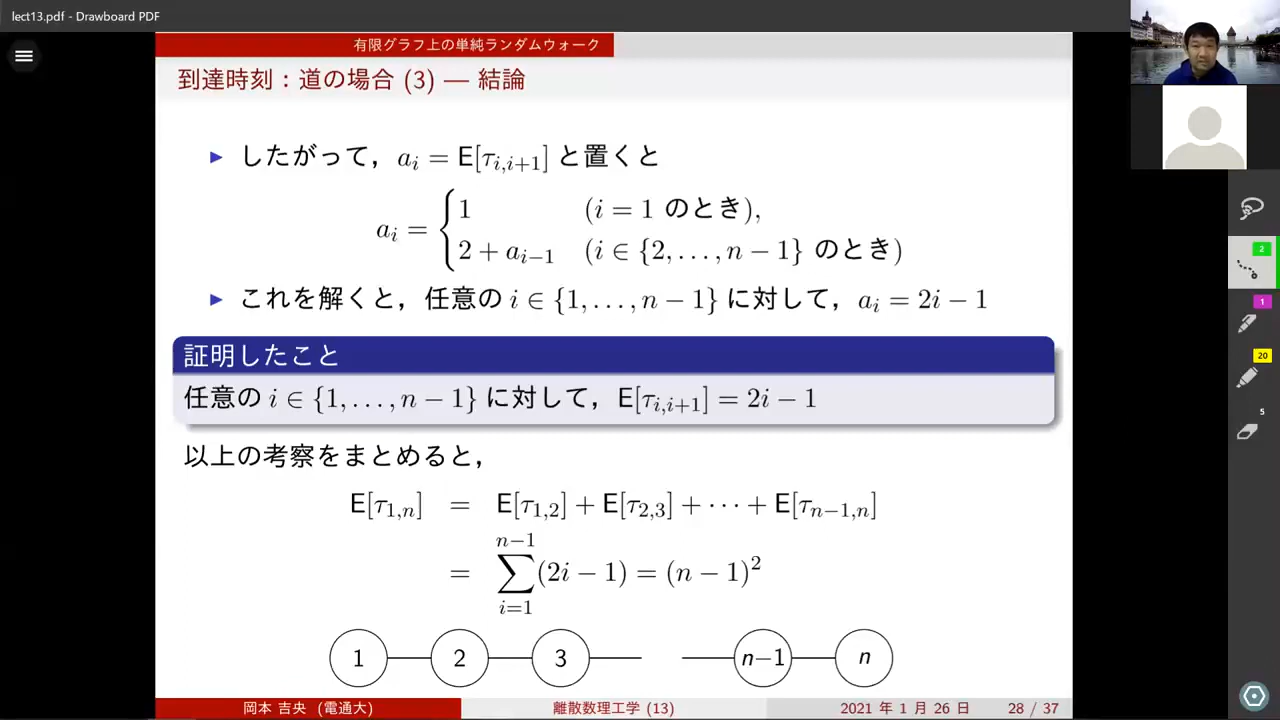 lect13.pdf - Drawboard PDF
有限グラフ上の単純ランダムウォーク
到達時刻:道の場合 (3) — 結論
▶ したがって,a_i = E[τ_{i,i+1}] と置くと
a_i = { 1 (i = 1 のとき),
2 + a_{i−1} (i ∈ {2, . . . , n − 1} のとき)
▶ これを解くと,任意の i ∈ {1, . . . , n − 1} に対して,a_i = 2i − 1
証明したこと
任意の i ∈ {1, . . . , n − 1} に対して,E[τ_{i,i+1}] = 2i − 1
以上の考察をまとめると,
E[τ_{1,n}] = E[τ_{1,2}] + E[τ_{2,3}] + · · · + E[τ_{n−1,n}]
= ∑_{i=1}^{n−1} (2i − 1) = (n − 1)^2
1 2 3 n−1 n
岡本 吉央 (電通大) 離散数理工学 (13) 2021 年 1 月 26 日 28 / 37
2
1
20
5